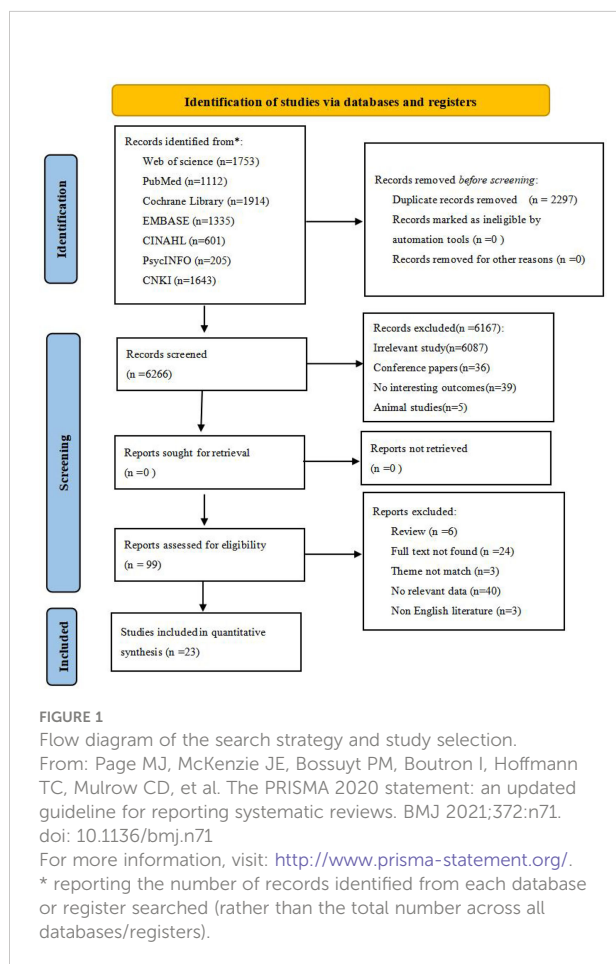 Identification of studies via databases and registers
Identification
Records identified from*:
Web of science (n=1753)
PubMed (n=1112)
Cochrane Library (n=1914)
EMBASE (n=1335)
CINAHL (n=601)
PsycINFO (n=205)
CNKI (n=1643)
Records removed before screening:
Duplicate records removed (n = 2297)
Records marked as ineligible by
automation tools (n =0 )
Records removed for other reasons (n =0)
Screening
Records screened
(n =6266)
Records excluded(n =6167):
Irrelevant study(n=6087)
Conference papers(n=36)
No interesting outcomes(n=39)
Animal studies(n=5)
Reports sought for retrieval
(n =0 )
Reports not retrieved
(n =0 )
Reports assessed for eligibility
(n = 99)
Reports excluded:
Review (n =6)
Full text not found (n =24)
Theme not match(n=3)
No relevant data(n=40)
Non English literature(n=3)
Included
Studies included in quantitative
synthesis (n =23)
FIGURE 1
Flow diagram of the search strategy and study selection.
From: Page MJ, McKenzie JE, Bossuyt PM, Boutron I, Hoffmann
TC, Mulrow CD, et al. The PRISMA 2020 statement: an updated
guideline for reporting systematic reviews. BMJ 2021;372:n71.
doi: 10.1136/bmj.n71
For more information, visit: http://www.prisma-statement.org/.
* reporting the number of records identified from each database
or register searched (rather than the total number across all
databases/registers).